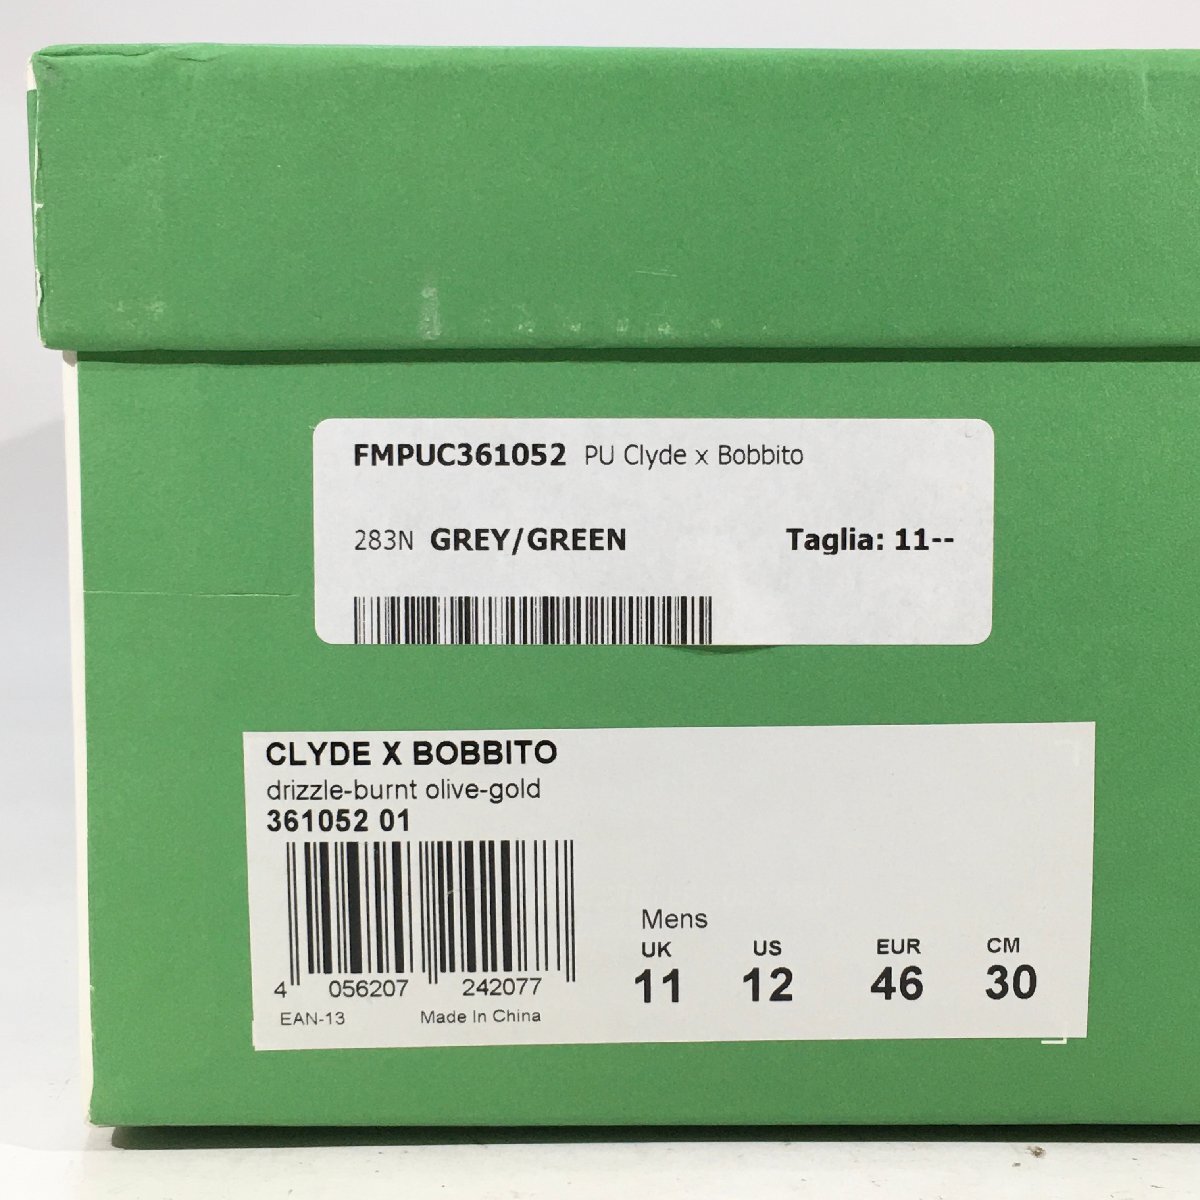 FMPUC361052 PU Clyde x Bobbito
283N GREY/GREEN Taglia: 11--
CLYDE X BOBBITO
drizzle-burnt olive-gold
361052 01
4 056207 242077
EAN-13 Made In China
Mens
UK US EUR CM
11 12 46 30